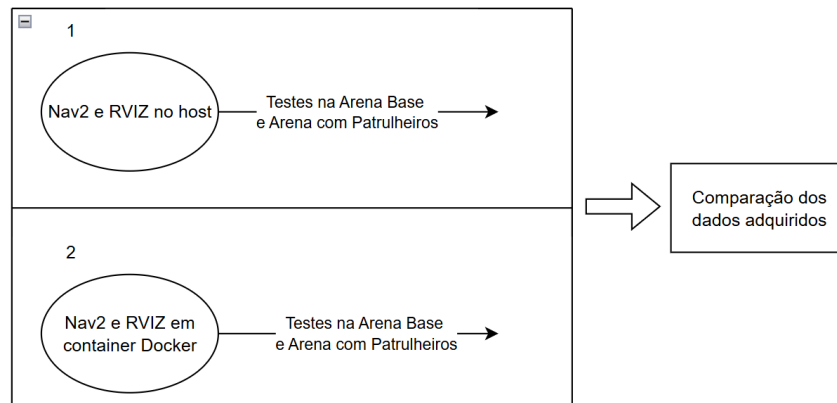 1
Nav2 e RVIZ no host
Testes na Arena Base
e Arena com Patrulheiros
2
Nav2 e RVIZ em
container Docker
Testes na Arena Base
e Arena com Patrulheiros
Comparação dos
dados adquiridos